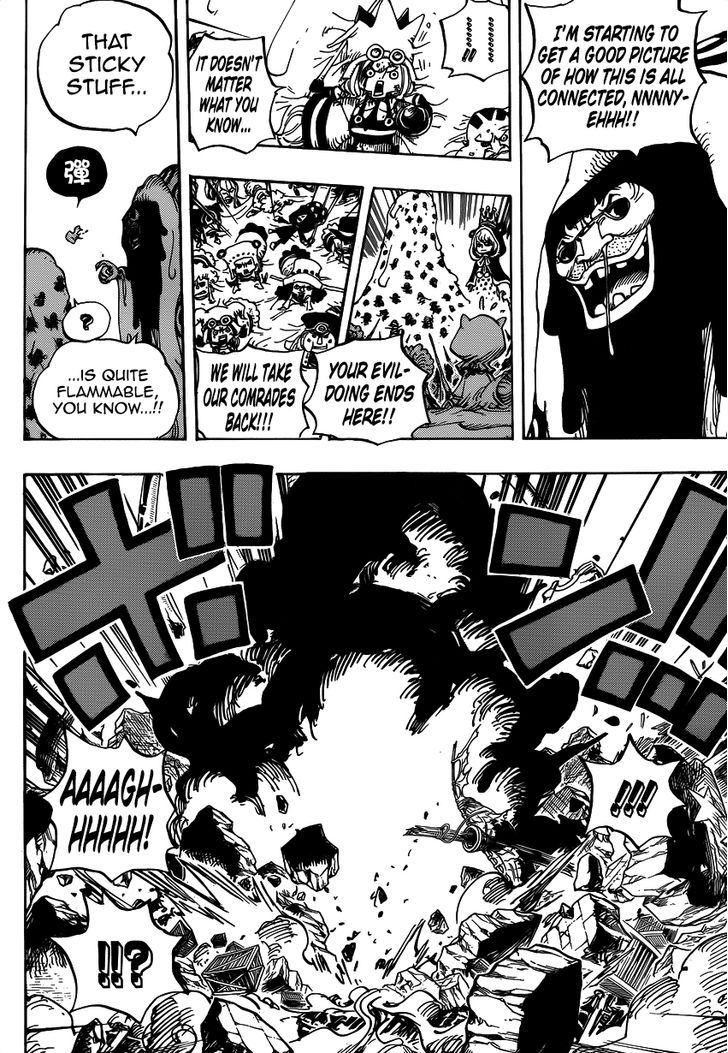 I'M STARTING TO
GET A GOOD PICTURE
OF HOW THIS IS ALL
CONNECTED, NNNNY-
EHHH!!
!!
IT DOESN'T
MATTER
WHAT YOU
KNOW...
YOUR EVIL-
DOING ENDS
HERE!!
WE WILL TAKE
OUR COMRADES
BACK!!!
THAT
STICKY
STUFF...
弾
?
...IS QUITE
FLAMMABLE,
YOU KNOW...!!
ボンッ!!
!!!
AAAAGH-
HHHHH!
!!?